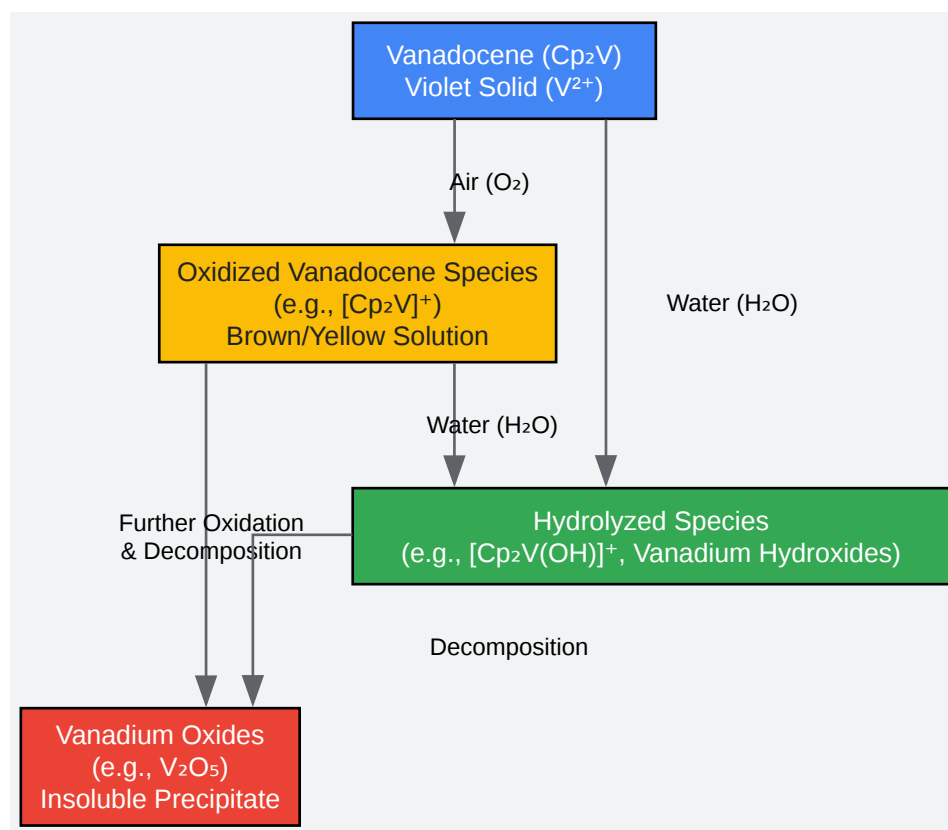 Vanadocene (Cp₂V)
Violet Solid (V²⁺)
Air (O₂)
Oxidized Vanadocene Species
(e.g., [Cp₂V]⁺)
Brown/Yellow Solution
Water (H₂O)
Water (H₂O)
Further Oxidation
& Decomposition
Hydrolyzed Species
(e.g., [Cp₂V(OH)]⁺, Vanadium Hydroxides)
Decomposition
Vanadium Oxides
(e.g., V₂O₅)
Insoluble Precipitate